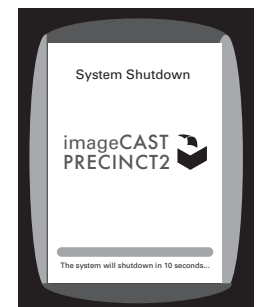 System Shutdown
imageCAST
PRECINCT2
The system will shutdown in 10 seconds...